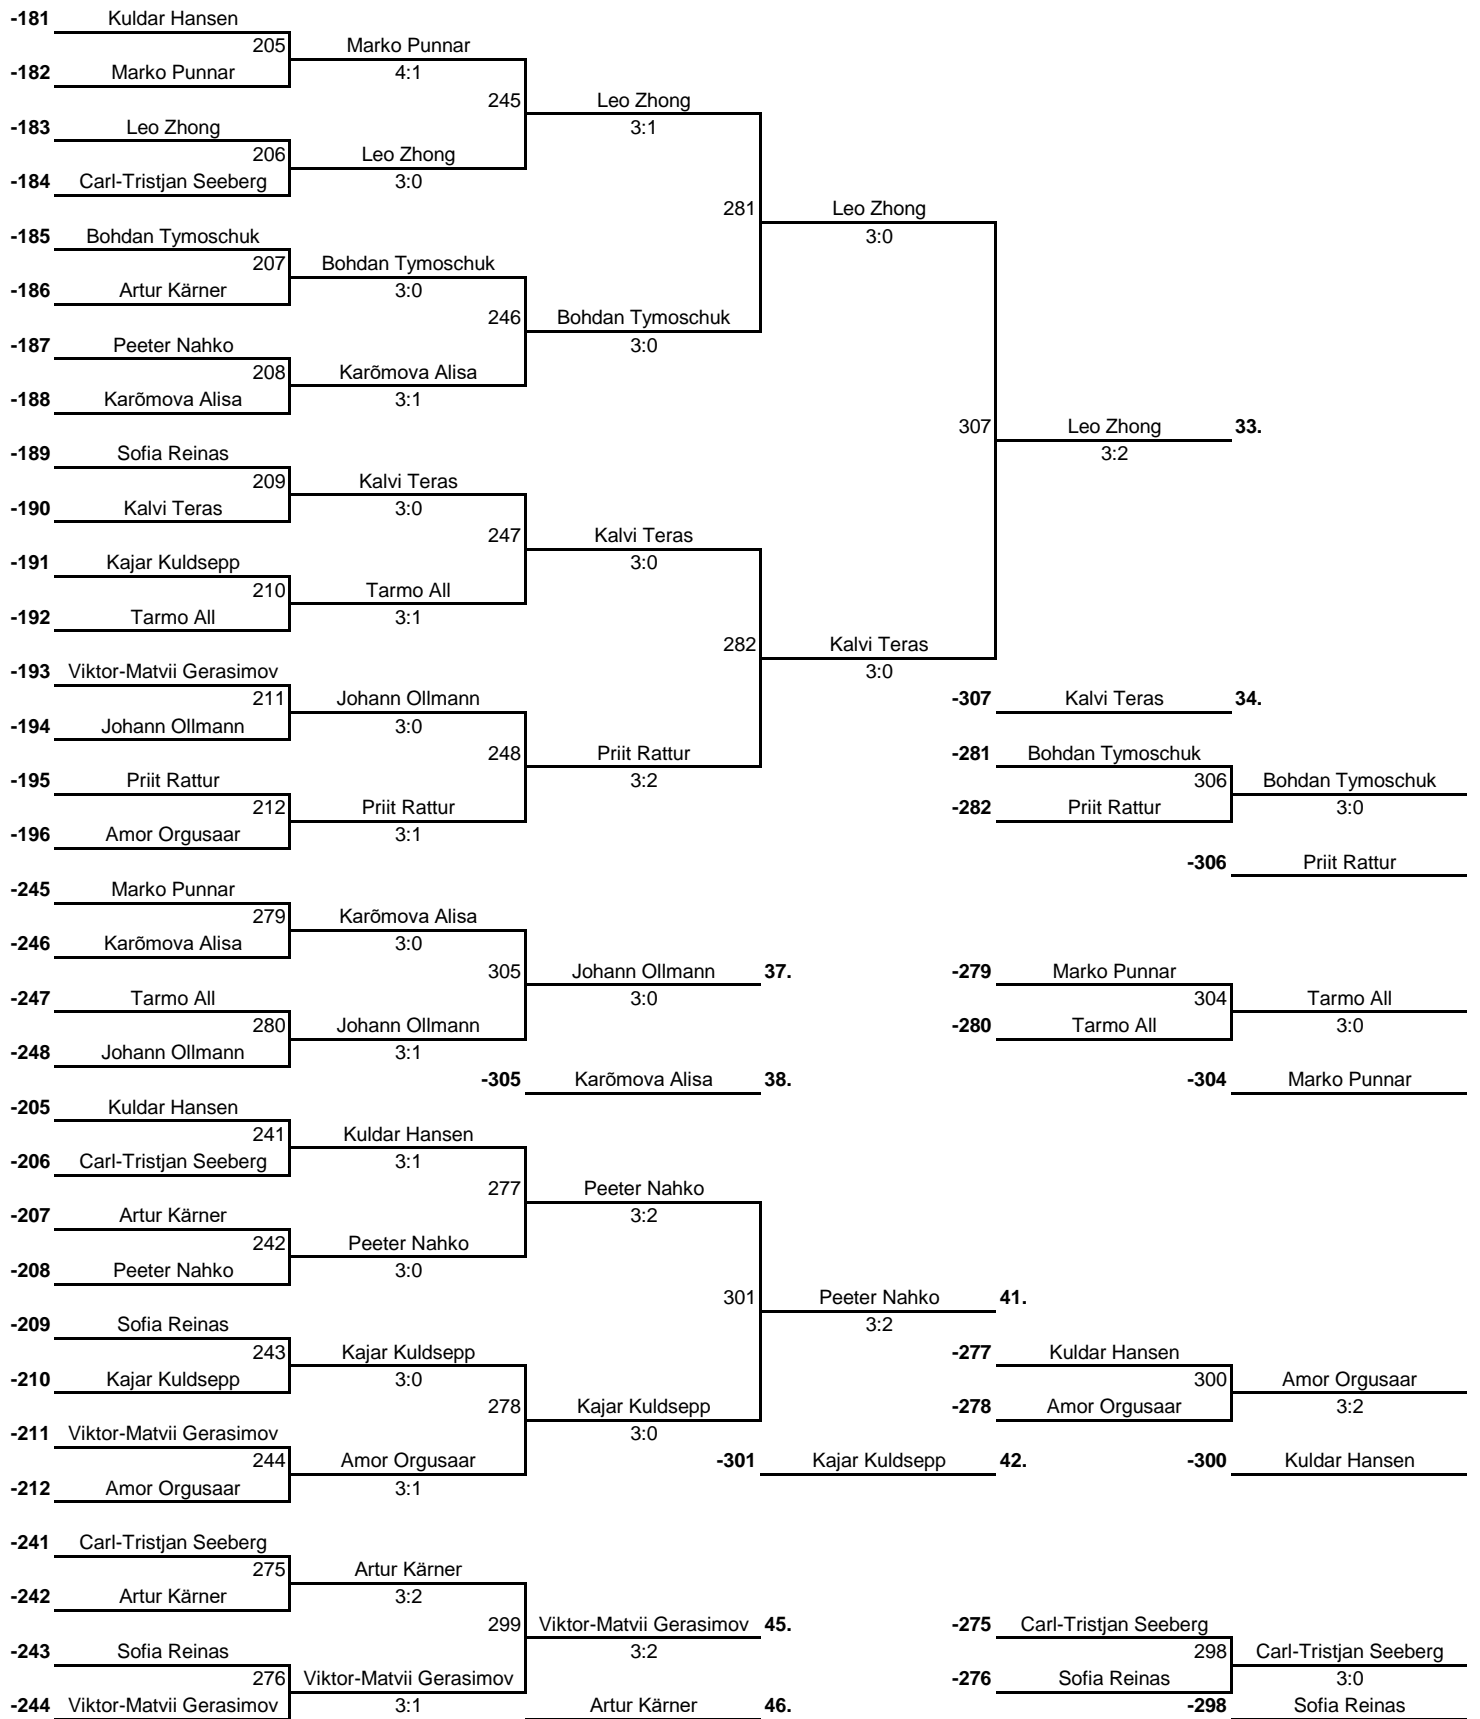 -181 Kuldar Hansen
205 Marko Punnar
-182 Marko Punnar 4:1
245 Leo Zhong
-183 Leo Zhong 3:1
206 Leo Zhong
-184 Carl-Tristjan Seeberg 3:0
281 Leo Zhong
-185 Bohdan Tymoschuk 3:0
207 Bohdan Tymoschuk
-186 Artur Kärner 3:0
246 Bohdan Tymoschuk
-187 Peeter Nahko 3:0
208 Karõmova Alisa
-188 Karõmova Alisa 3:1
307 Leo Zhong 33.
-189 Sofia Reinas 3:2
209 Kalvi Teras
-190 Kalvi Teras 3:0
247 Kalvi Teras
-191 Kajar Kuldsepp 3:0
210 Tarmo All
-192 Tarmo All 3:1
282 Kalvi Teras
-193 Viktor-Matvii Gerasimov 3:0
211 Johann Ollmann -307 Kalvi Teras 34.
-194 Johann Ollmann 3:0
248 Priit Rattur -281 Bohdan Tymoschuk
-195 Priit Rattur 3:2 306 Bohdan Tymoschuk
212 Priit Rattur -282 Priit Rattur 3:0
-196 Amor Orgusaar 3:1
-306 Priit Rattur
-245 Marko Punnar
279 Karõmova Alisa
-246 Karõmova Alisa 3:0
305 Johann Ollmann 37. -279 Marko Punnar
-247 Tarmo All 3:0 304 Tarmo All
280 Johann Ollmann -280 Tarmo All 3:0
-248 Johann Ollmann 3:1
-305 Karõmova Alisa 38. -304 Marko Punnar
-205 Kuldar Hansen
241 Kuldar Hansen
-206 Carl-Tristjan Seeberg 3:1
277 Peeter Nahko
-207 Artur Kärner 3:2
242 Peeter Nahko
-208 Peeter Nahko 3:0
301 Peeter Nahko 41.
-209 Sofia Reinas 3:2
243 Kajar Kuldsepp -277 Kuldar Hansen
-210 Kajar Kuldsepp 3:0 300 Amor Orgusaar
278 Kajar Kuldsepp -278 Amor Orgusaar 3:2
-211 Viktor-Matvii Gerasimov 3:0
244 Amor Orgusaar -301 Kajar Kuldsepp 42. -300 Kuldar Hansen
-212 Amor Orgusaar 3:1
-241 Carl-Tristjan Seeberg
275 Artur Kärner
-242 Artur Kärner 3:2
299 Viktor-Matvii Gerasimov 45. -275 Carl-Tristjan Seeberg
-243 Sofia Reinas 3:2 298 Carl-Tristjan Seeberg
276 Viktor-Matvii Gerasimov -276 Sofia Reinas 3:0
-244 Viktor-Matvii Gerasimov 3:1 Artur Kärner 46. -298 Sofia Reinas